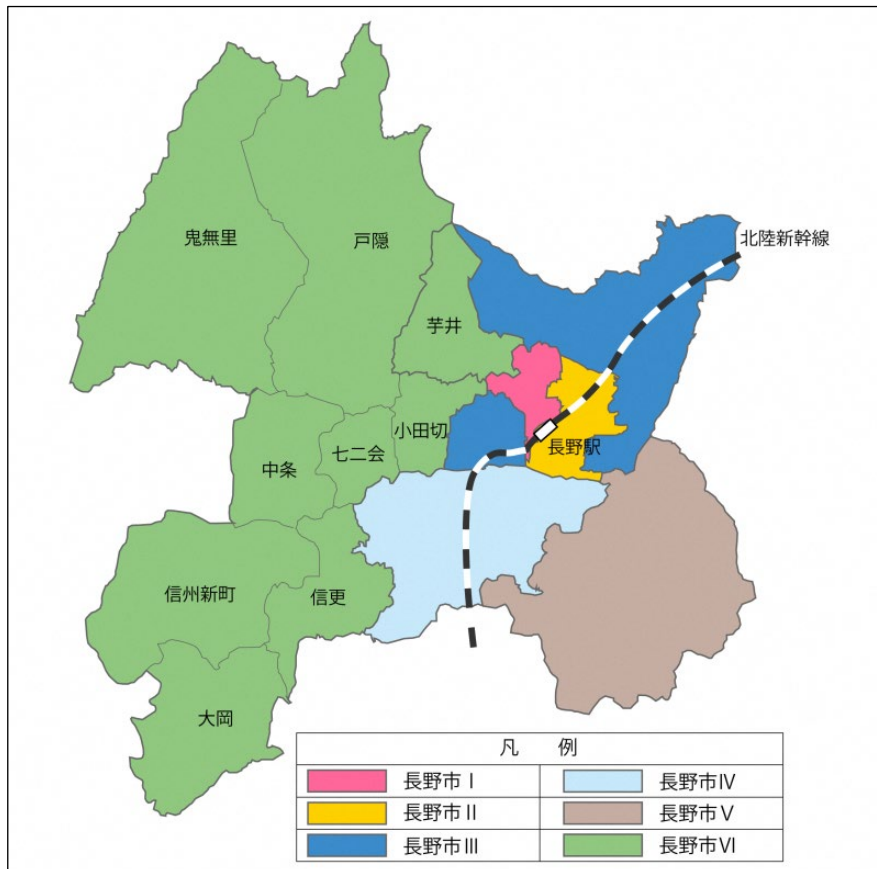 北陸新幹線
鬼無里
戸隠
芋井
小田切
長野駅
七二会
中条
信州新町
信更
大岡
凡 例
長野市Ⅰ
長野市Ⅳ
長野市Ⅱ
長野市Ⅴ
長野市Ⅲ
長野市Ⅵ